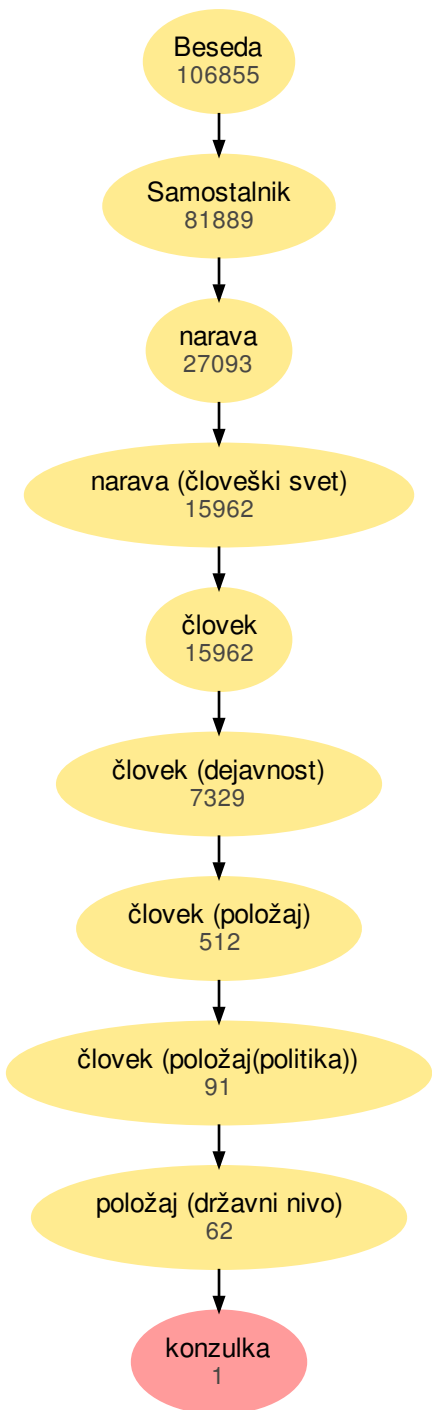 Beseda
106855
Samostalnik
81889
narava
27093
narava (človeški svet)
15962
človek
15962
človek (dejavnost)
7329
človek (položaj)
512
človek (položaj(politika))
91
položaj (državni nivo)
62
konzulka
1